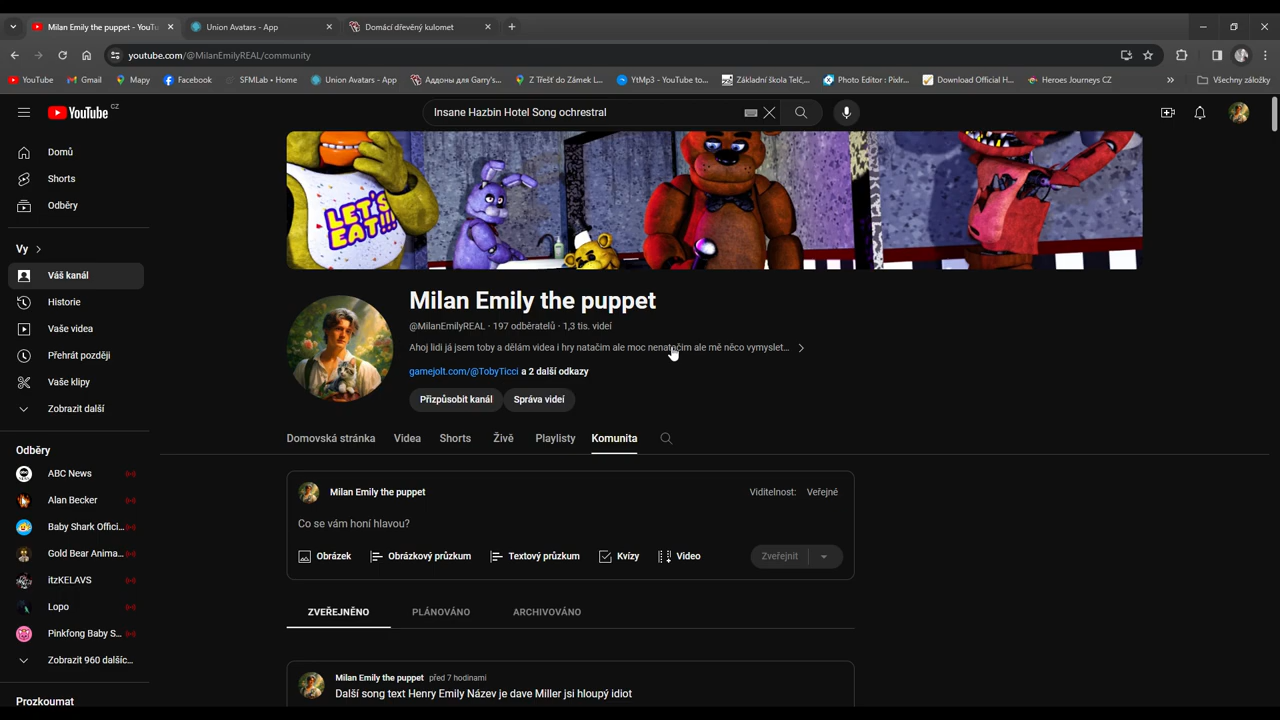 Milan Emily the puppet - YouTu
Union Avatars - App
Domácí dřevěný kulomet
youtube.com/@MilanEmilyREAL/community
YouTube
Gmail
Mapy
Facebook
SFMLab • Home
Union Avatars - App
Аддоны для Garry's...
Z Třešť do Zámek L...
YtMp3 - YouTube to...
Základní škola Telč,...
Photo Editor : Pixlr...
Download Official H...
Heroes Journeys CZ
Všechny záložky
YouTube CZ
Insane Hazbin Hotel Song ochrestral
Domů
Shorts
Odběry
Vy
Váš kanál
Historie
Vaše videa
Přehrát později
Vaše klipy
Zobrazit další
Odběry
ABC News
Alan Becker
Baby Shark Offici...
Gold Bear Anima...
itzKELAVS
Lopo
Pinkfong Baby S...
Zobrazit 960 dalšíc...
Prozkoumat
LET'S EAT!!!
Milan Emily the puppet
@MilanEmilyREAL · 197 odběratelů · 1,3 tis. videí
Ahoj lidi já jsem toby a dělám videa i hry natačim ale moc nenatočim ale mě něco vymyslet...
gamejolt.com/@TobyTicci a 2 další odkazy
Přizpůsobit kanál
Správa videí
Domovská stránka
Videa
Shorts
Živě
Playlisty
Komunita
Milan Emily the puppet
Viditelnost: Veřejné
Co se vám honí hlavou?
Obrázek
Obrázkový průzkum
Textový průzkum
Kvízy
Video
Zveřejnit
ZVEŘEJNĚNO
PLÁNOVÁNO
ARCHIVOVÁNO
Milan Emily the puppet před 7 hodinami
Další song text Henry Emily Název je dave Miller jsi hloupý idiot